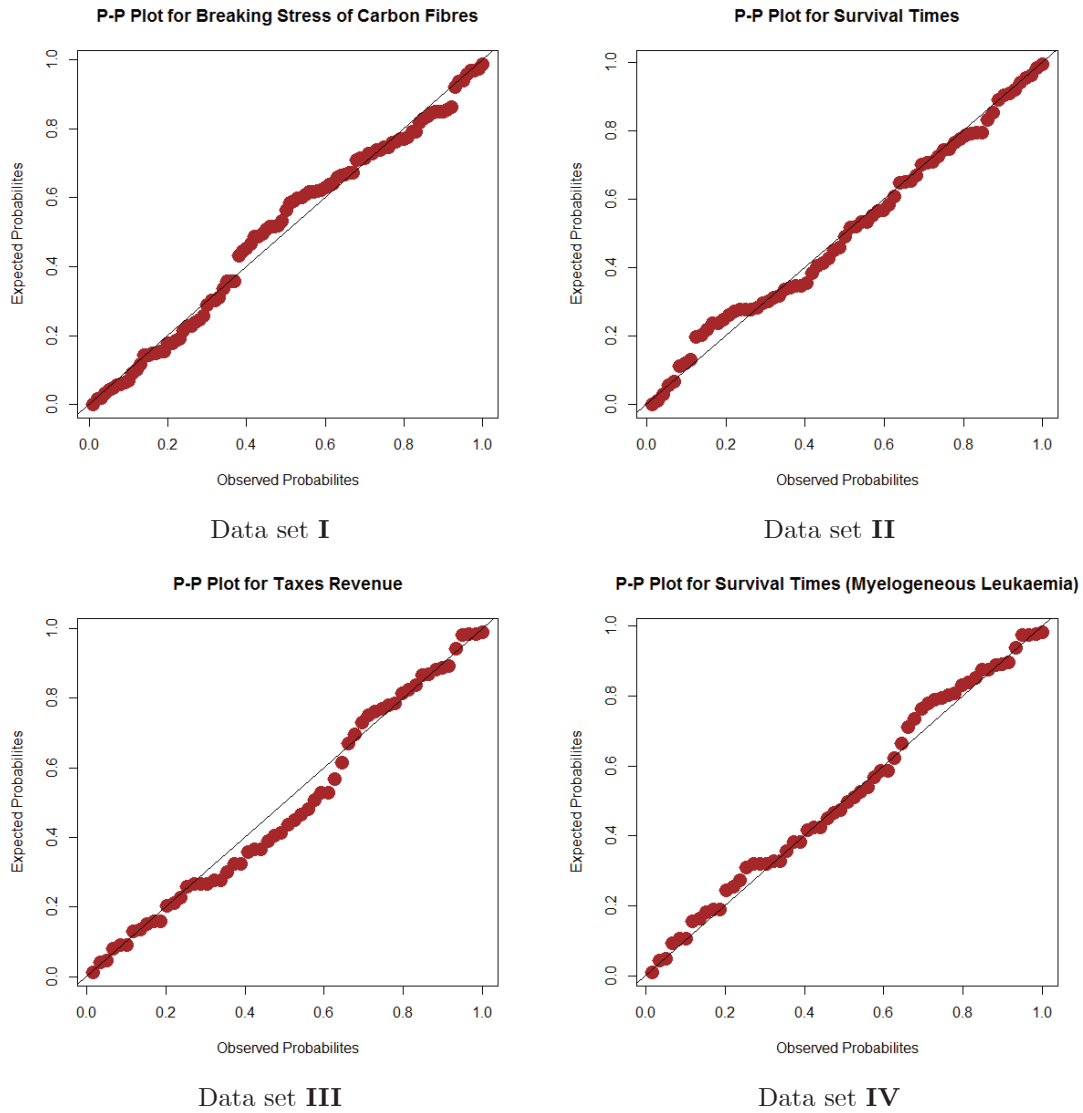 P-P Plot for Breaking Stress of Carbon Fibres
Expected Probabilites
0.0 0.2 0.4 0.6 0.8 1.0
0.0 0.2 0.4 0.6 0.8 1.0
Observed Probabilites
Data set I
P-P Plot for Survival Times
Expected Probabilites
0.0 0.2 0.4 0.6 0.8 1.0
0.0 0.2 0.4 0.6 0.8 1.0
Observed Probabilites
Data set II
P-P Plot for Taxes Revenue
Expected Probabilites
0.0 0.2 0.4 0.6 0.8 1.0
0.0 0.2 0.4 0.6 0.8 1.0
Observed Probabilites
Data set III
P-P Plot for Survival Times (Myelogeneous Leukaemia)
Expected Probabilites
0.0 0.2 0.4 0.6 0.8 1.0
0.0 0.2 0.4 0.6 0.8 1.0
Observed Probabilites
Data set IV